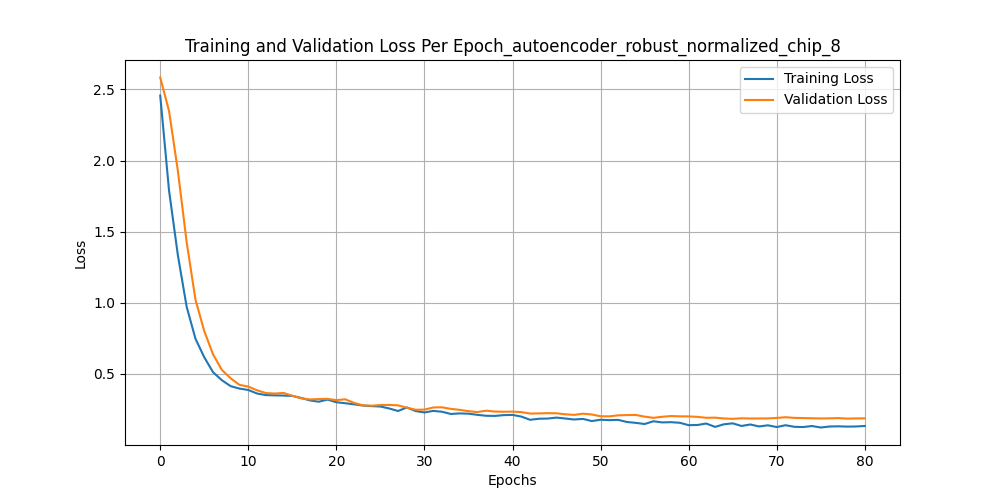 Training and Validation Loss Per Epoch_autoencoder_robust_normalized_chip_8
Training Loss
Validation Loss
2.5
2.0
1.5
1.0
0.5
Loss
0 10 20 30 40 50 60 70 80
Epochs